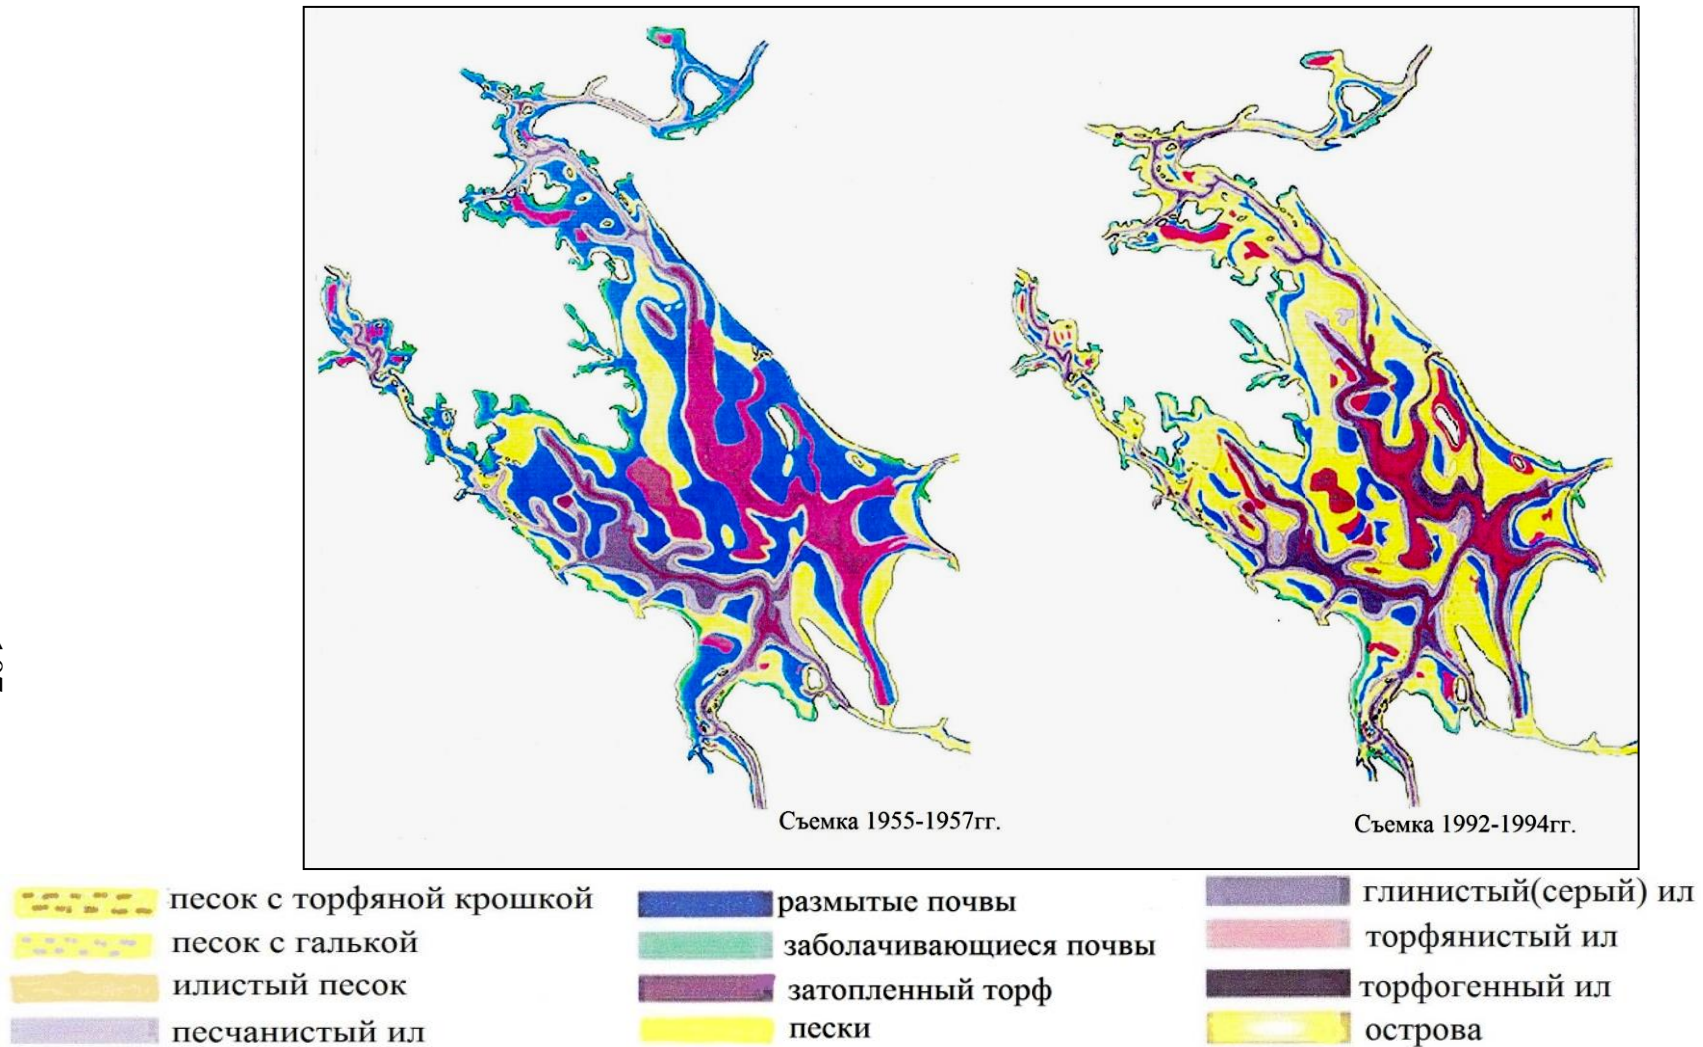 Съемка 1955-1957гг.
Съемка 1992-1994гг.
песок с торфяной крошкой
песок с галькой
илистый песок
песчанистый ил
размытые почвы
заболачивающиеся почвы
затопленный торф
пески
глинистый(серый) ил
торфянистый ил
торфогенный ил
острова